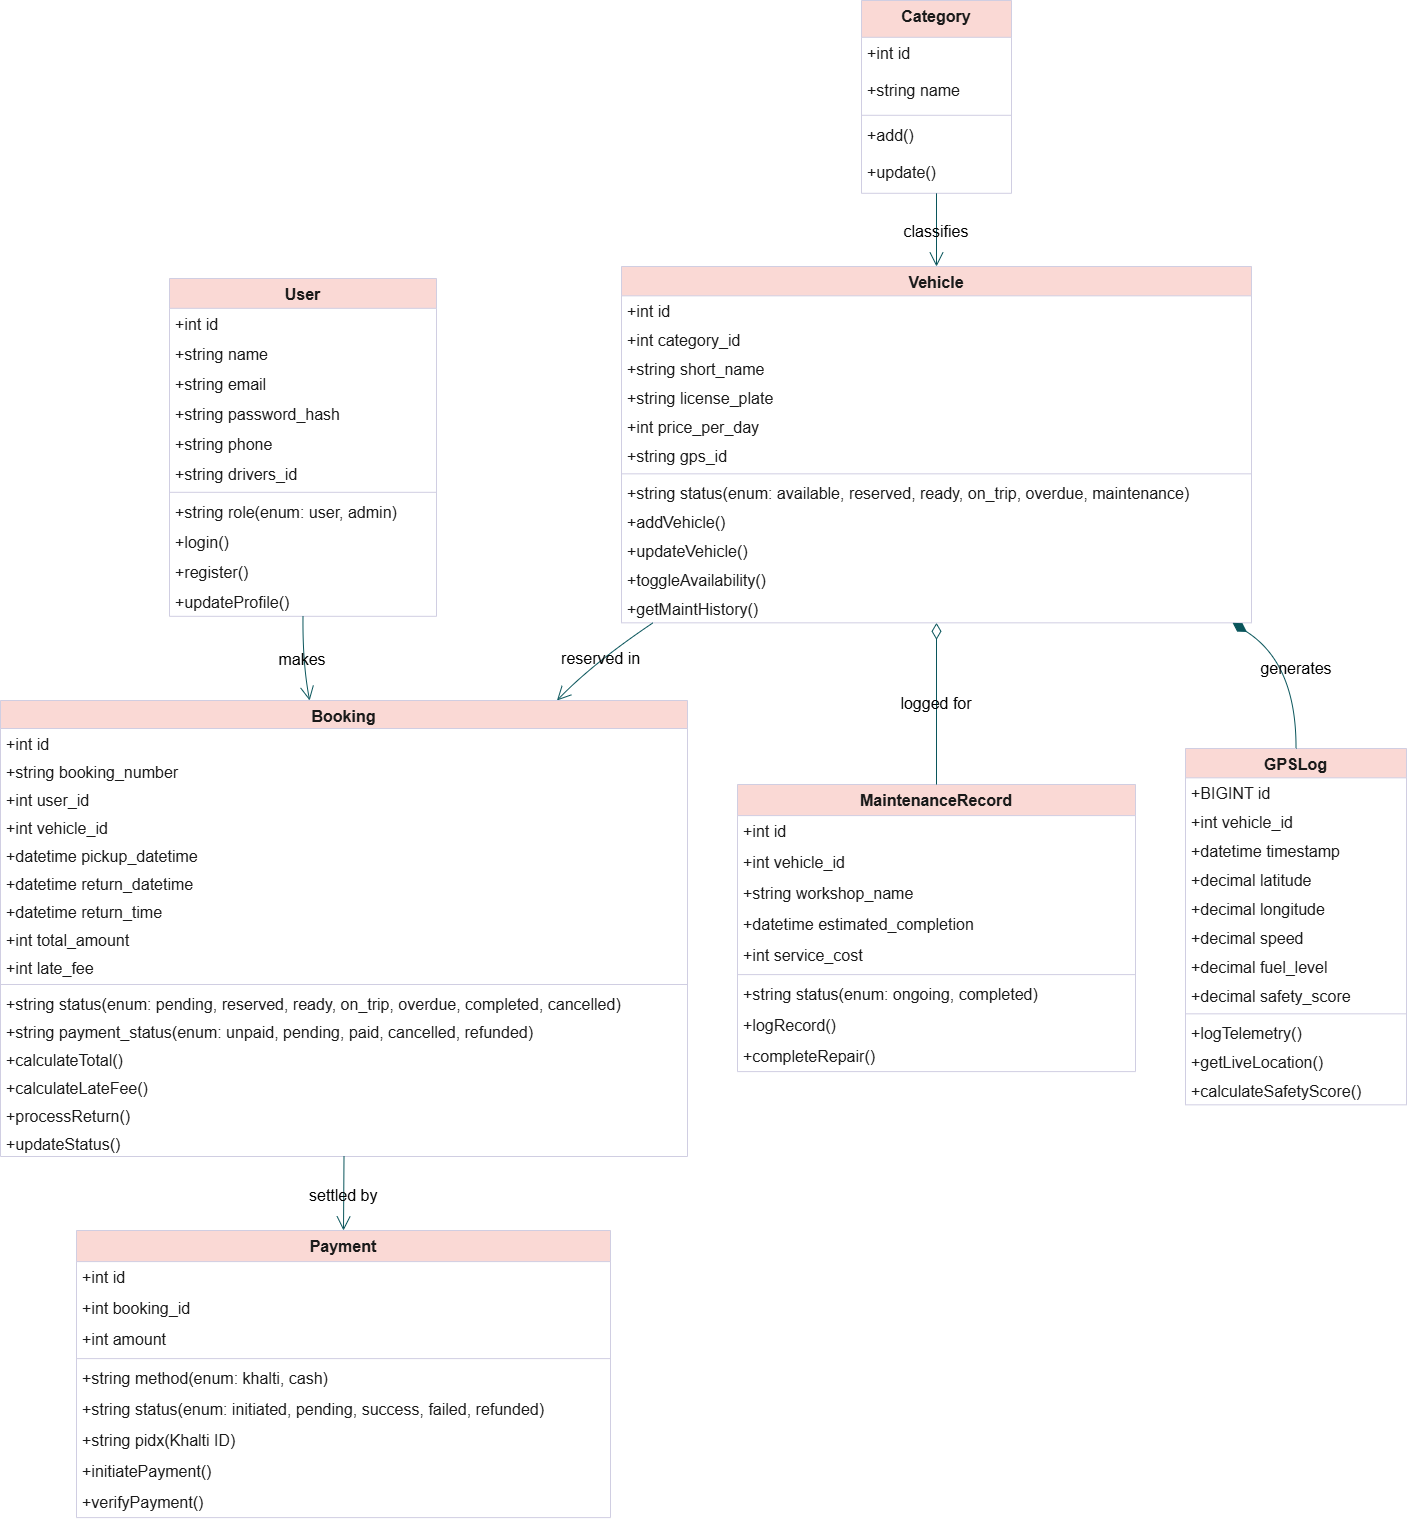 Category
+int id
+string name
+add()
+update()
classifies
User
+int id
+string name
+string email
+string password_hash
+string phone
+string drivers_id
+string role(enum: user, admin)
+login()
+register()
+updateProfile()
Vehicle
+int id
+int category_id
+string short_name
+string license_plate
+int price_per_day
+string gps_id
+string status(enum: available, reserved, ready, on_trip, overdue, maintenance)
+addVehicle()
+updateVehicle()
+toggleAvailability()
+getMaintHistory()
makes
reserved in
logged for
generates
Booking
+int id
+string booking_number
+int user_id
+int vehicle_id
+datetime pickup_datetime
+datetime return_datetime
+datetime return_time
+int total_amount
+int late_fee
+string status(enum: pending, reserved, ready, on_trip, overdue, completed, cancelled)
+string payment_status(enum: unpaid, pending, paid, cancelled, refunded)
+calculateTotal()
+calculateLateFee()
+processReturn()
+updateStatus()
MaintenanceRecord
+int id
+int vehicle_id
+string workshop_name
+datetime estimated_completion
+int service_cost
+string status(enum: ongoing, completed)
+logRecord()
+completeRepair()
GPSLog
+BIGINT id
+int vehicle_id
+datetime timestamp
+decimal latitude
+decimal longitude
+decimal speed
+decimal fuel_level
+decimal safety_score
+logTelemetry()
+getLiveLocation()
+calculateSafetyScore()
settled by
Payment
+int id
+int booking_id
+int amount
+string method(enum: khalti, cash)
+string status(enum: initiated, pending, success, failed, refunded)
+string pidx(Khalti ID)
+initiatePayment()
+verifyPayment()